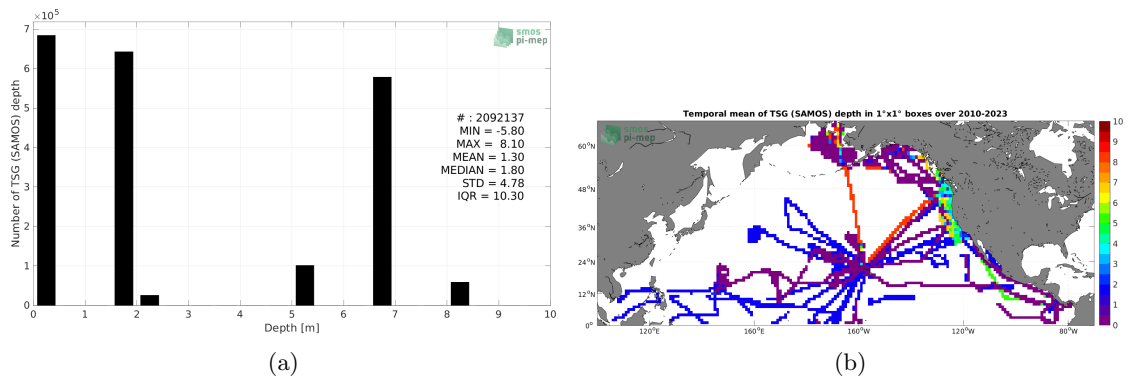 ×10⁵
7
6
5
4
3
2
1
0
Number of TSG (SAMOS) depth
smos
pi-mep
# : 2092137
MIN = -5.80
MAX = 8.10
MEAN = 1.30
MEDIAN = 1.80
STD = 4.78
IQR = 10.30
0 1 2 3 4 5 6 7 8 9 10
Depth [m]
(a)
Temporal mean of TSG (SAMOS) depth in 1°x1° boxes over 2010-2023
smos
pi-mep
60°N
48°N
36°N
24°N
12°N
0°
120°E 160°E 160°W 120°W 80°W
10
9
8
7
6
5
4
3
2
1
0
(b)